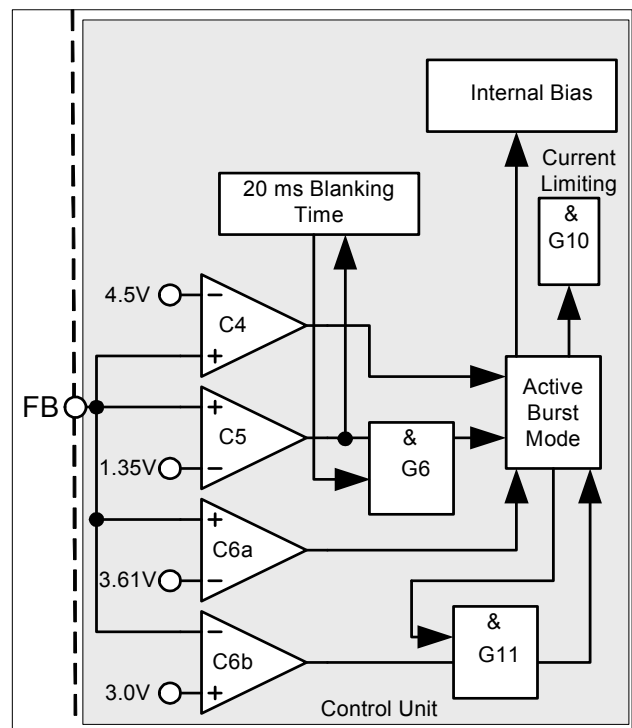 Internal Bias
Current
Limiting
20 ms Blanking
Time
&
G10
4.5V
−
C4
+
FB
+
C5
−
1.35V
&
G6
Active
Burst
Mode
+
C6a
−
3.61V
−
C6b
+
3.0V
&
G11
Control Unit